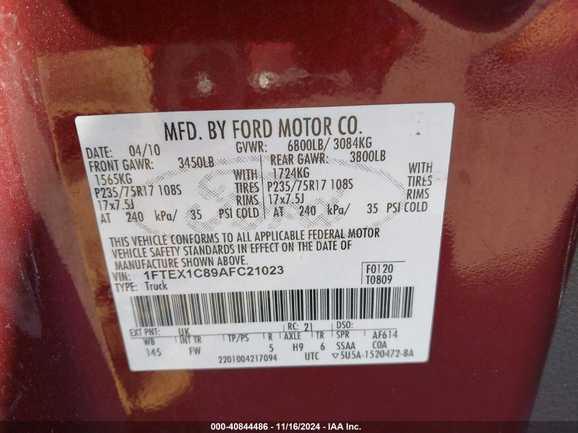 MFD. BY FORD MOTOR CO.
DATE: 04/10 GVWR: 6800LB/ 3084KG
FRONT GAWR: 3450LB REAR GAWR: 3800LB
1565KG WITH 1724KG WITH
P235/75R17 108S TIRES P235/75R17 108S TIRES
17x7.5J RIMS 17x7.5J RIMS
AT 240 kPa/ 35 PSI COLD AT 240 kPa/ 35 PSI COLD
THIS VEHICLE CONFORMS TO ALL APPLICABLE FEDERAL MOTOR
VEHICLE SAFETY STANDARDS IN EFFECT ON THE DATE OF
MANUFACTURE SHOWN ABOVE.
VIN: 1FTEX1C89AFC21023 F0120
TYPE: Truck T0809
EXT PNT: UK RC: 21 DSO:
WB INT TR TP/PS R AXLE TR SPR AF614
145 FW 5 H9 6 SSAA COA
2201004217094 UTC 5U5A-1520472-BA
© - 40844486 - 11/16/2024 - IAA Inc.